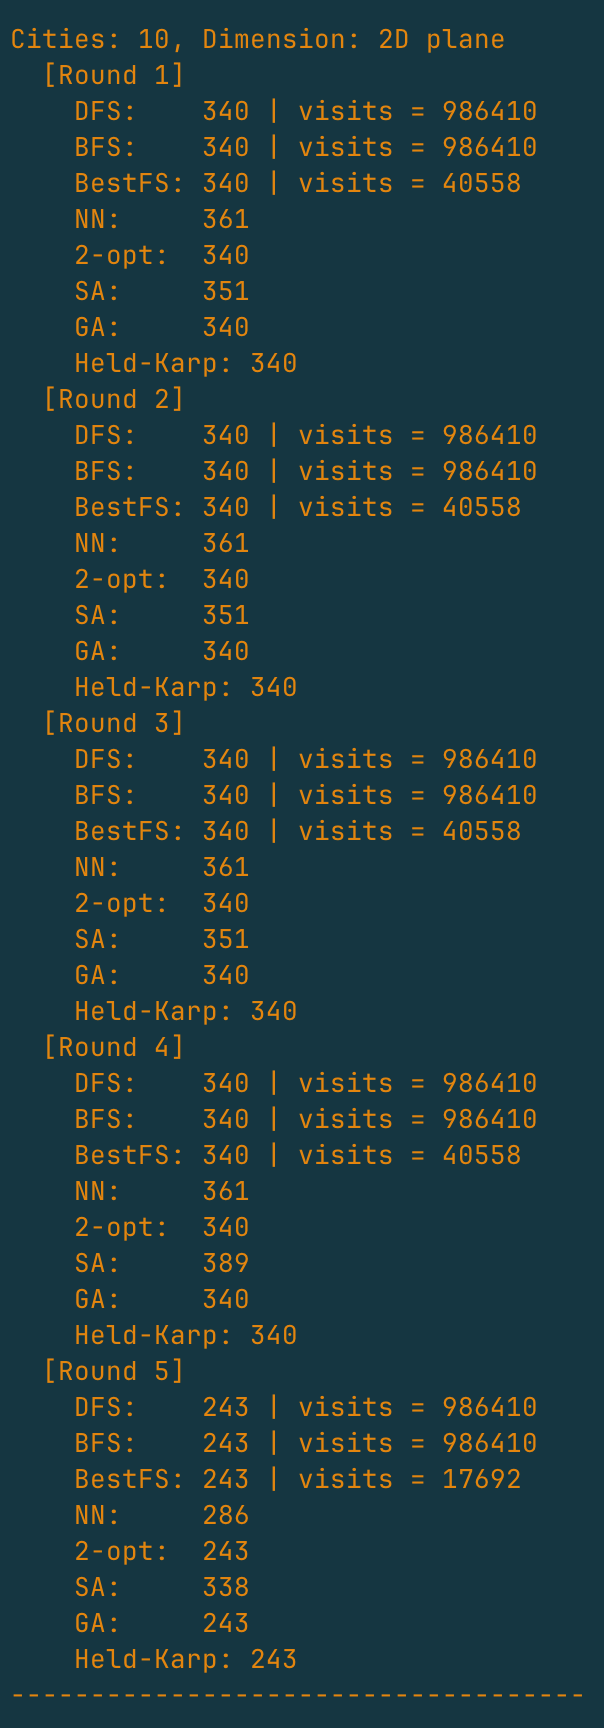 Cities: 10, Dimension: 2D plane
  [Round 1]
    DFS:    340 | visits = 986410
    BFS:    340 | visits = 986410
    BestFS: 340 | visits = 40558
    NN:     361
    2-opt:  340
    SA:     351
    GA:     340
    Held-Karp: 340
  [Round 2]
    DFS:    340 | visits = 986410
    BFS:    340 | visits = 986410
    BestFS: 340 | visits = 40558
    NN:     361
    2-opt:  340
    SA:     351
    GA:     340
    Held-Karp: 340
  [Round 3]
    DFS:    340 | visits = 986410
    BFS:    340 | visits = 986410
    BestFS: 340 | visits = 40558
    NN:     361
    2-opt:  340
    SA:     351
    GA:     340
    Held-Karp: 340
  [Round 4]
    DFS:    340 | visits = 986410
    BFS:    340 | visits = 986410
    BestFS: 340 | visits = 40558
    NN:     361
    2-opt:  340
    SA:     389
    GA:     340
    Held-Karp: 340
  [Round 5]
    DFS:    243 | visits = 986410
    BFS:    243 | visits = 986410
    BestFS: 243 | visits = 17692
    NN:     286
    2-opt:  243
    SA:     338
    GA:     243
    Held-Karp: 243
------------------------------------